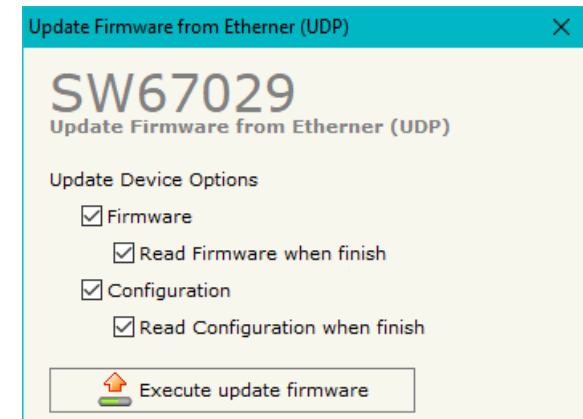 Update Firmware from Etherner (UDP)
SW67029
Update Firmware from Etherner (UDP)
Update Device Options
Firmware
Read Firmware when finish
Configuration
Read Configuration when finish
Execute update firmware